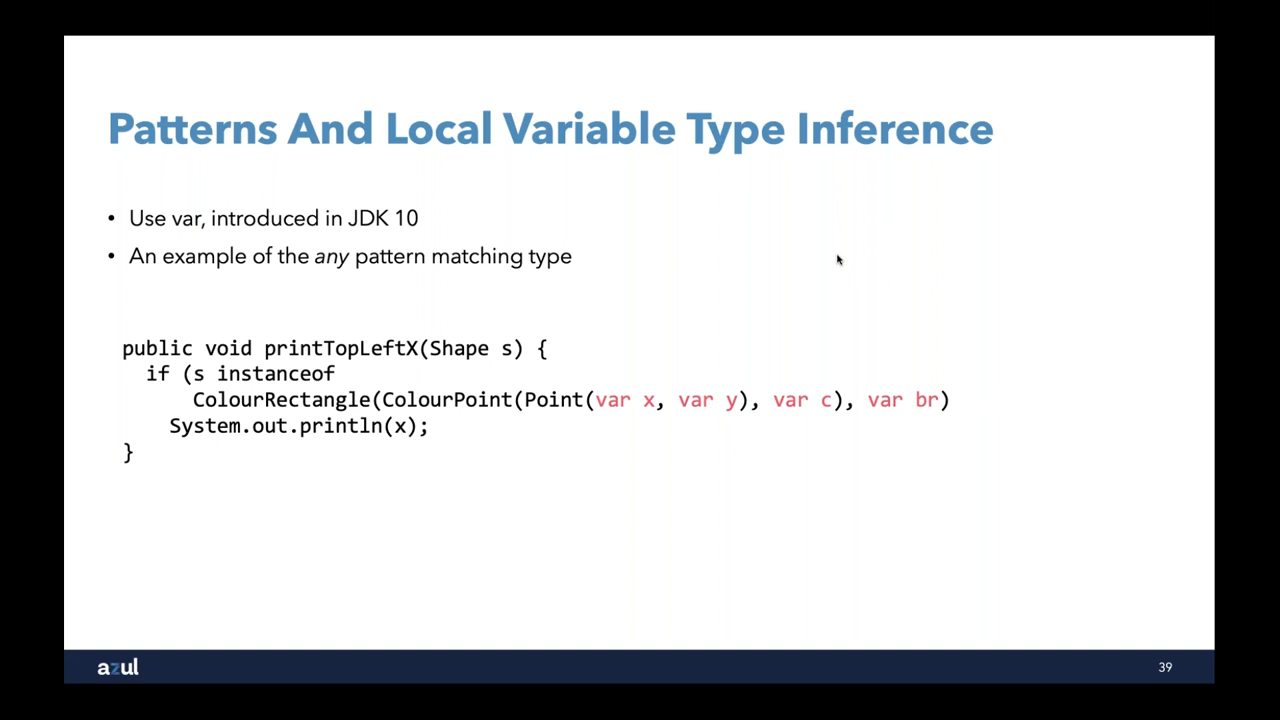 Patterns And Local Variable Type Inference
• Use var, introduced in JDK 10
• An example of the any pattern matching type
public void printTopLeftX(Shape s) {
  if (s instanceof
      ColourRectangle(ColourPoint(Point(var x, var y), var c), var br)
    System.out.println(x);
}
azul
39